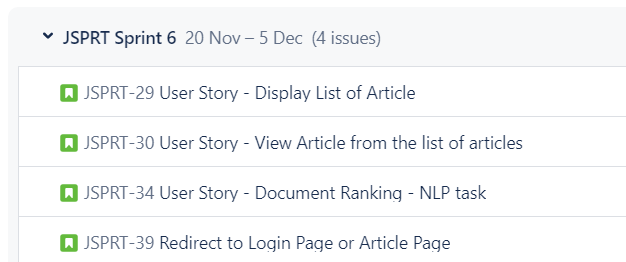 JSPRT Sprint 6 20 Nov – 5 Dec (4 issues)
JSPRT-29 User Story - Display List of Article
JSPRT-30 User Story - View Article from the list of articles
JSPRT-34 User Story - Document Ranking - NLP task
JSPRT-39 Redirect to Login Page or Article Page